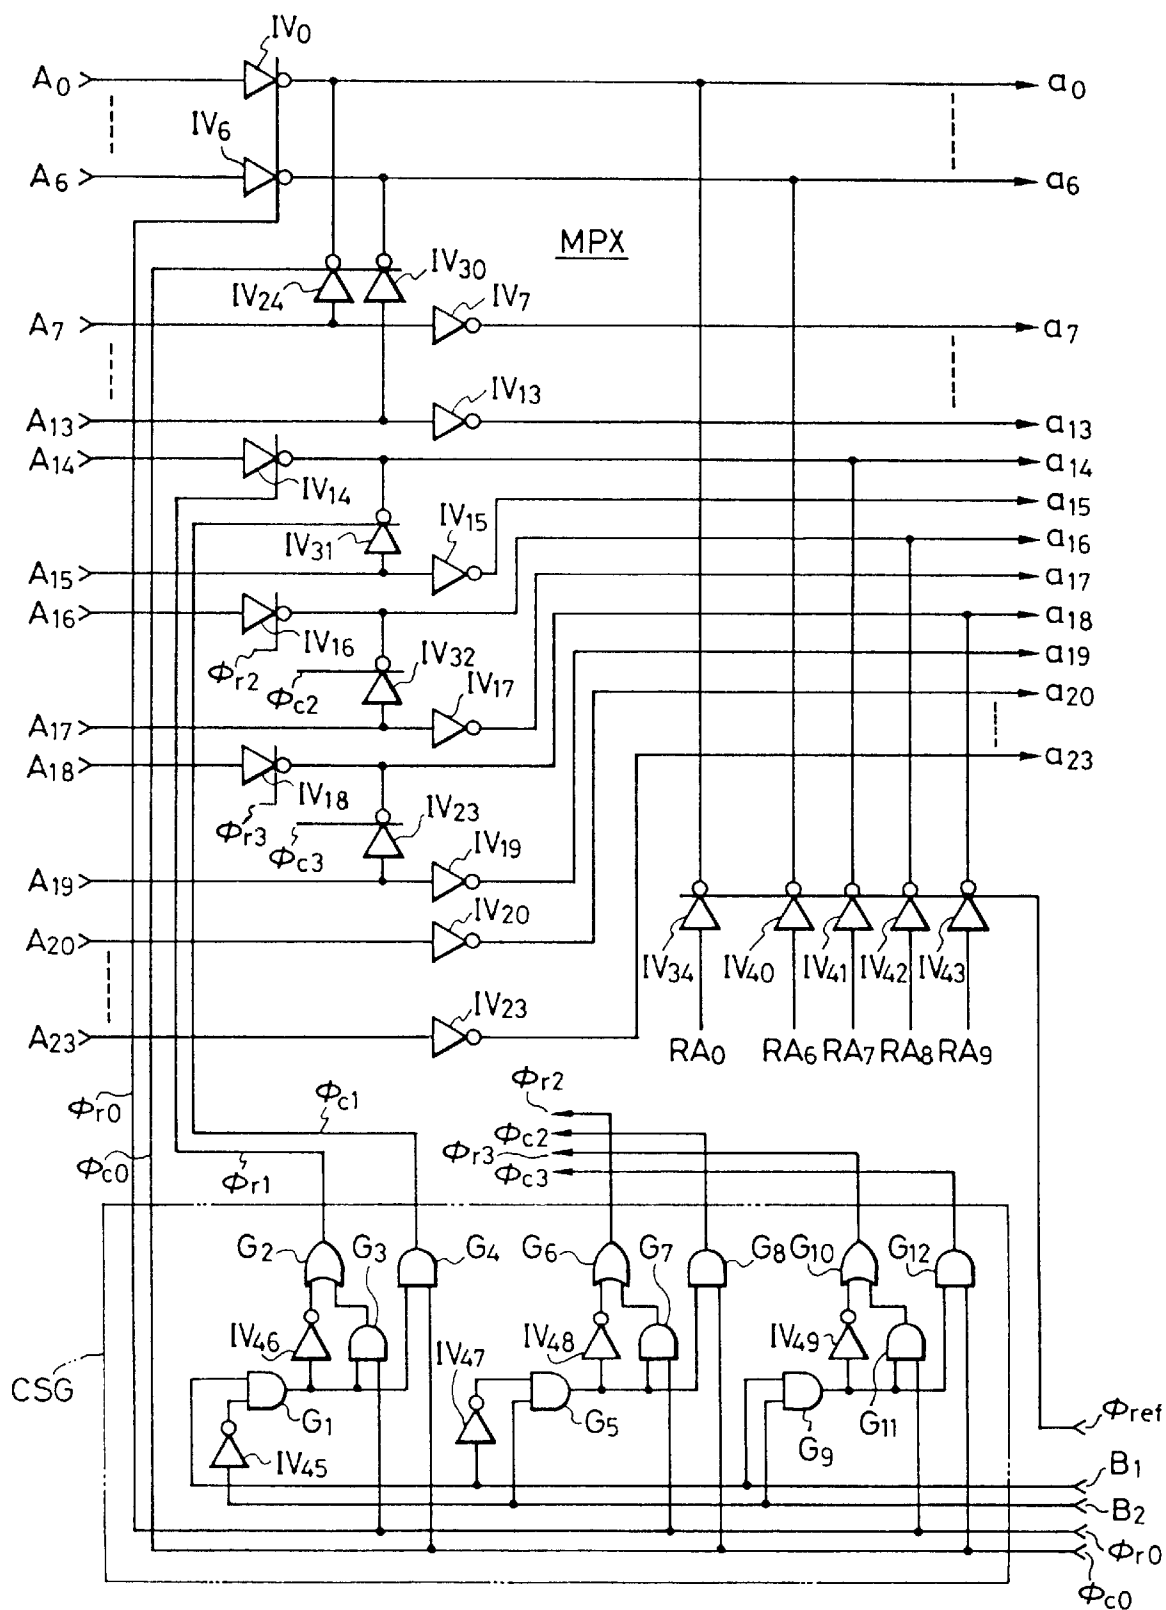 IV0
A0
a0
IV6
A6
a6
MPX
IV24
IV30
IV7
A7
a7
IV13
A13
a13
A14
IV14
a14
IV15
a15
IV31
a16
A15
a17
A16
IV16
a18
ϕr2
ϕc2
IV32
IV17
a19
a20
A17
A18
a23
IV18
ϕr3
ϕc3
IV23
IV19
A19
IV20
A20
IV34
IV40
IV41
IV42
IV43
IV23
A23
RA0
RA6
RA7
RA8
RA9
ϕr0
ϕc1
ϕr2
ϕc2
ϕr3
ϕc3
ϕc0
ϕr1
G2
G3
G4
G6
G7
G8
G10
G12
IV46
IV47
IV48
IV49
CSG
G1
G5
G9
G11
IV45
ϕref
B1
B2
ϕr0
ϕc0